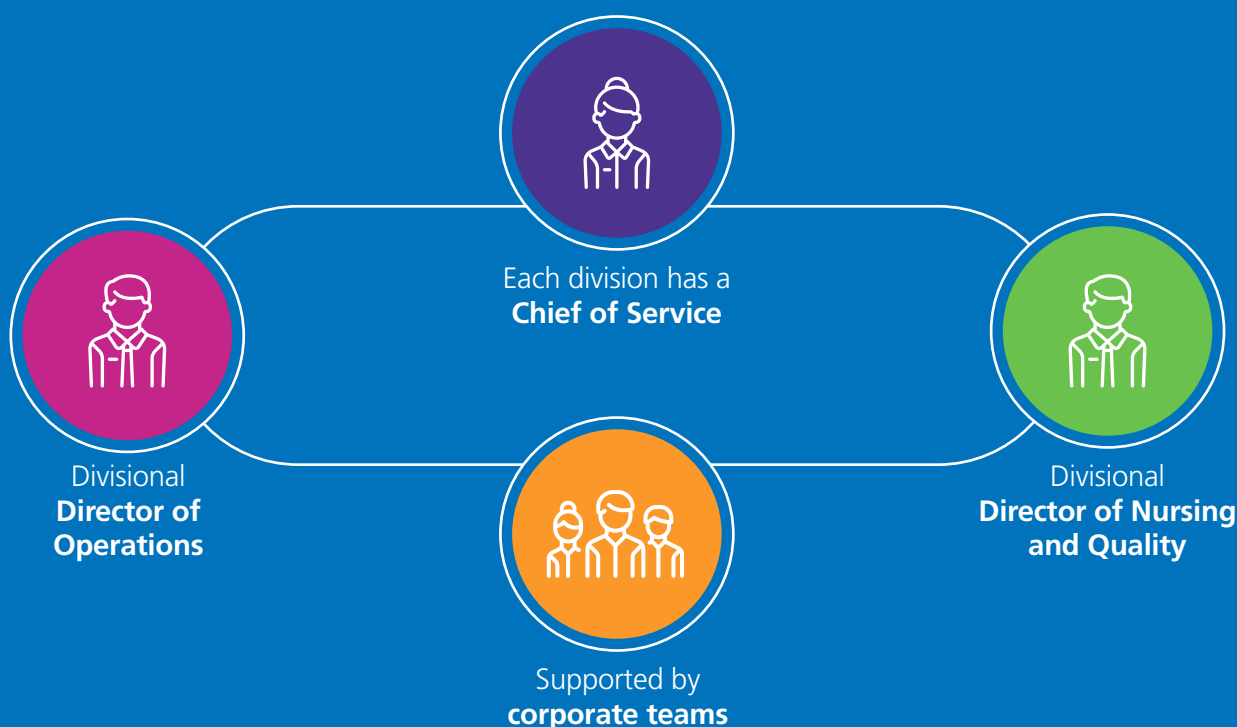 Each division has a
Chief of Service
Divisional
Director of
Operations
Divisional
Director of Nursing
and Quality
Supported by
corporate teams